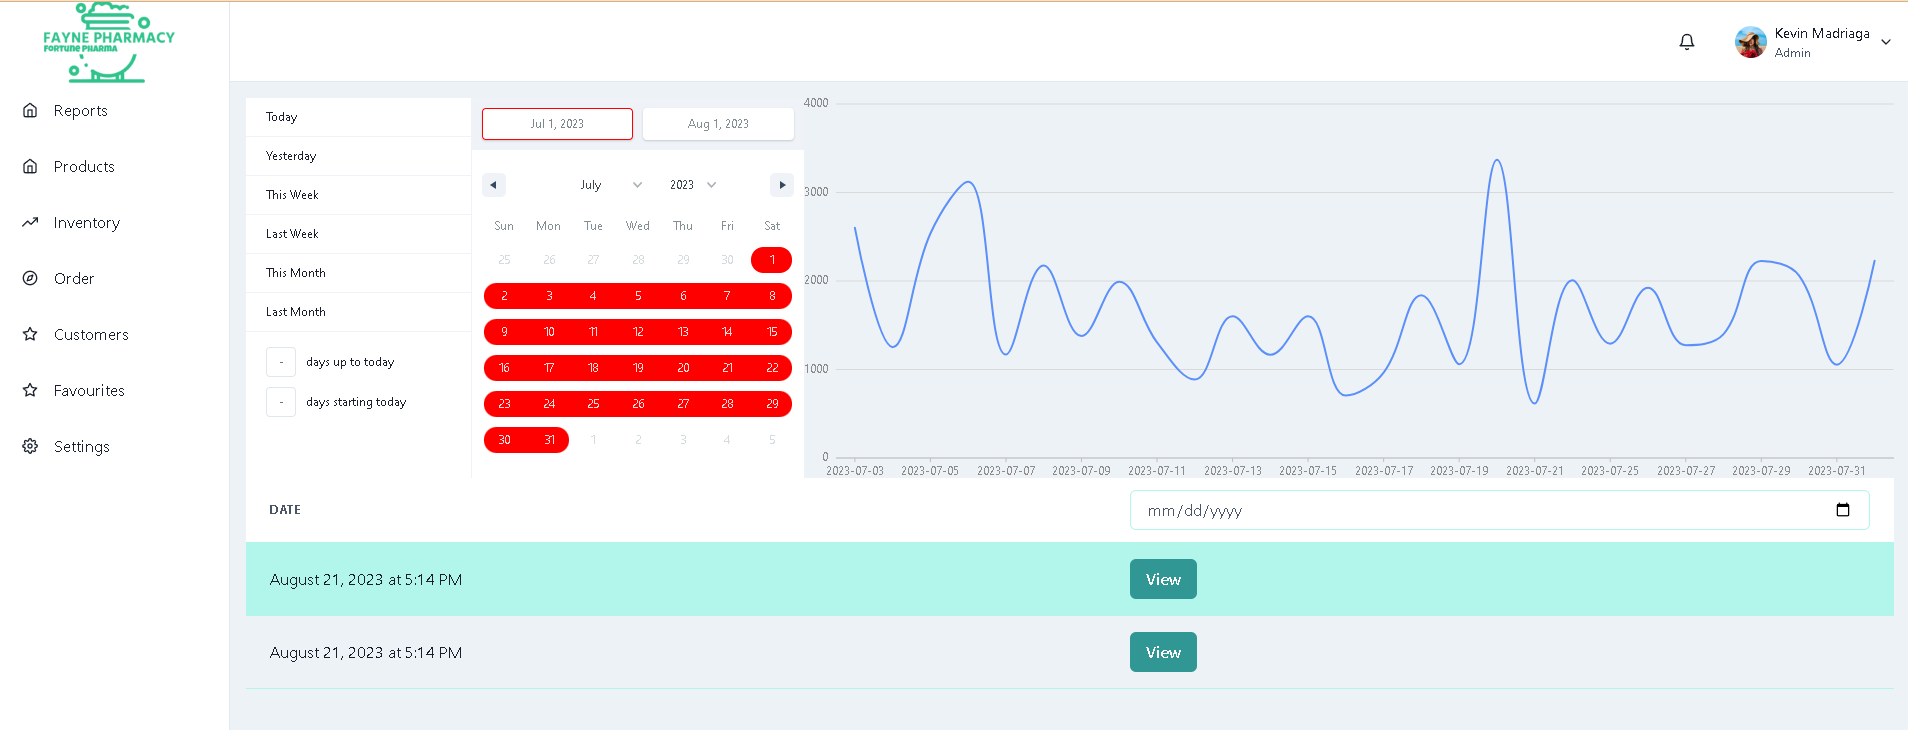 FAYNE PHARMACY
FORTUNE PHARMA
Kevin Madriaga
Admin
Reports
Products
Inventory
Order
Customers
Favourites
Settings
Today
Yesterday
This Week
Last Week
This Month
Last Month
- days up to today
- days starting today
Jul 1, 2023 Aug 1, 2023
July 2023
Sun Mon Tue Wed Thu Fri Sat
25 26 27 28 29 30 1
2 3 4 5 6 7 8
9 10 11 12 13 14 15
16 17 18 19 20 21 22
23 24 25 26 27 28 29
30 31 1 2 3 4 5
4000
3000
2000
1000
0
2023-07-03 2023-07-05 2023-07-07 2023-07-09 2023-07-11 2023-07-13 2023-07-15 2023-07-17 2023-07-19 2023-07-21 2023-07-25 2023-07-27 2023-07-29 2023-07-31
DATE mm/dd/yyyy
August 21, 2023 at 5:14 PM View
August 21, 2023 at 5:14 PM View